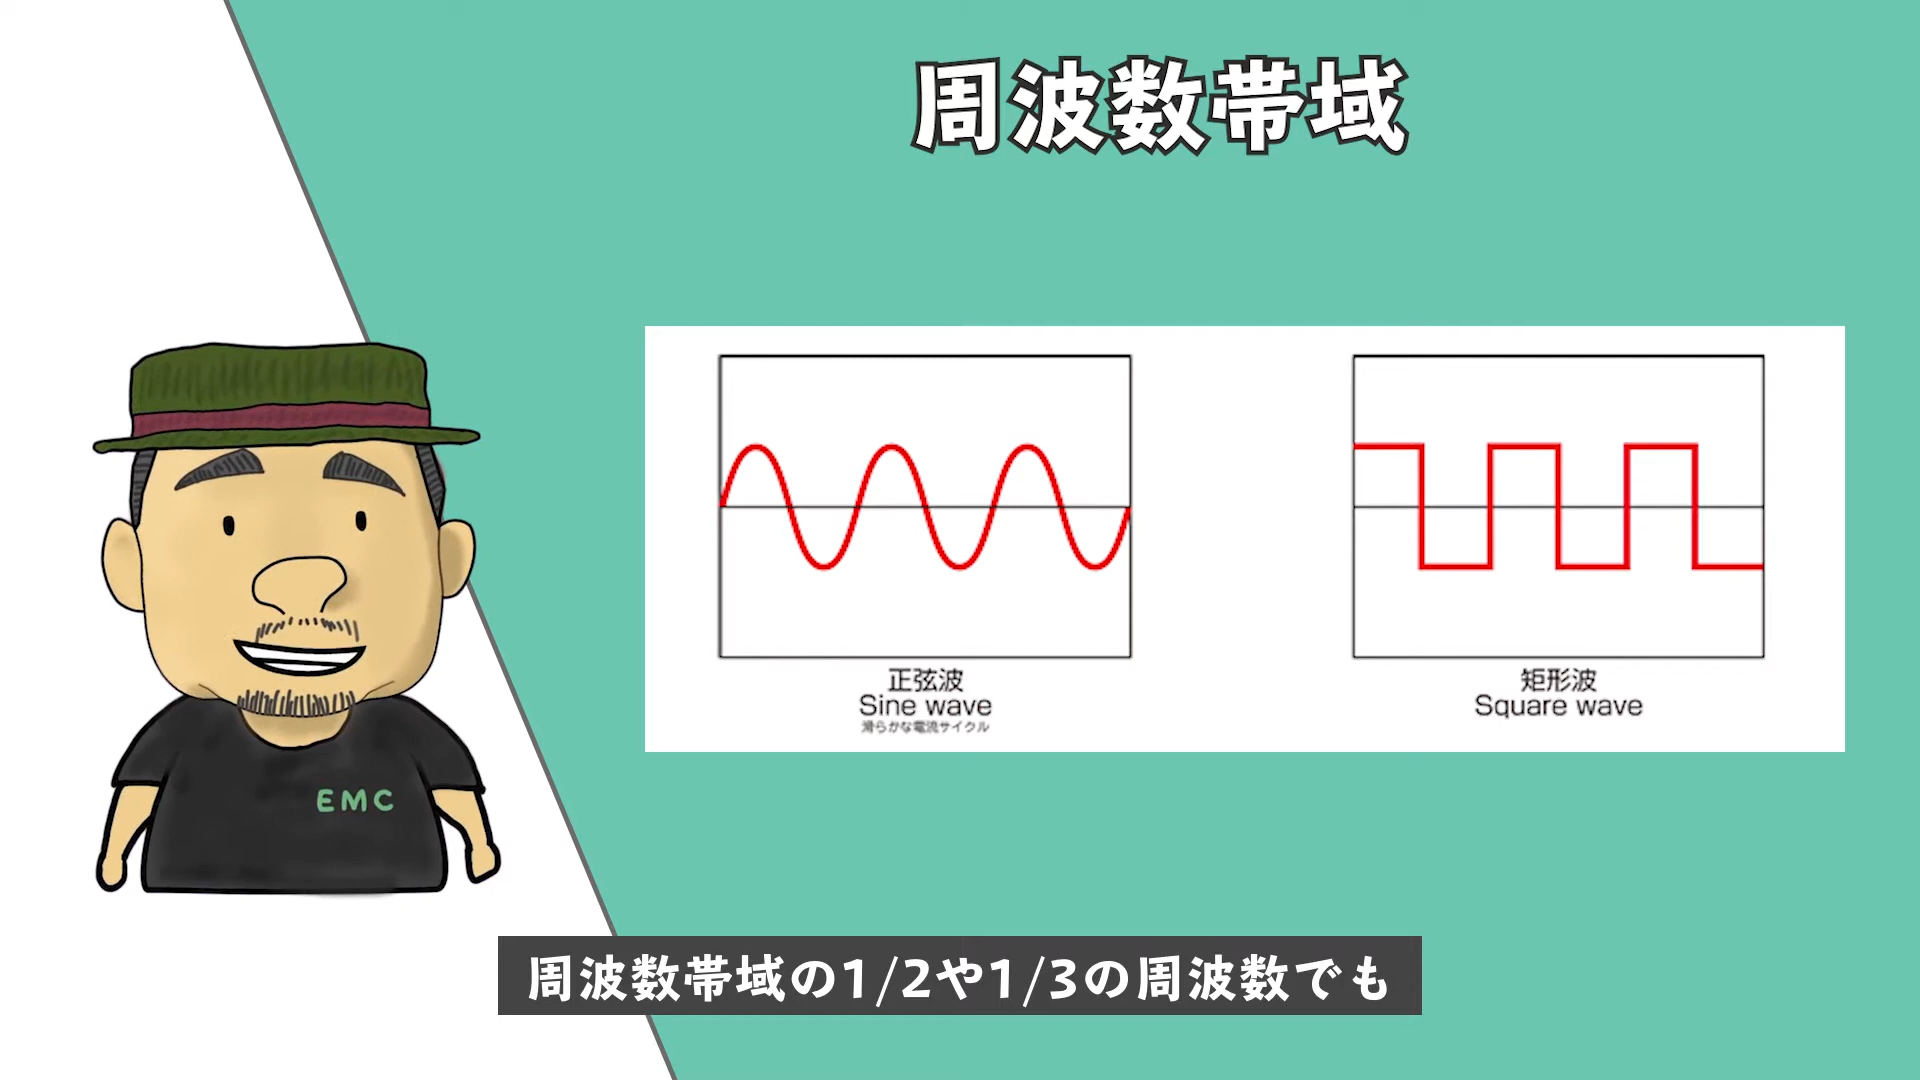 周波数帯域
正弦波
Sine wave
滑らかな電流サイクル
矩形波
Square wave
EMC
周波数帯域の1/2や1/3の周波数でも